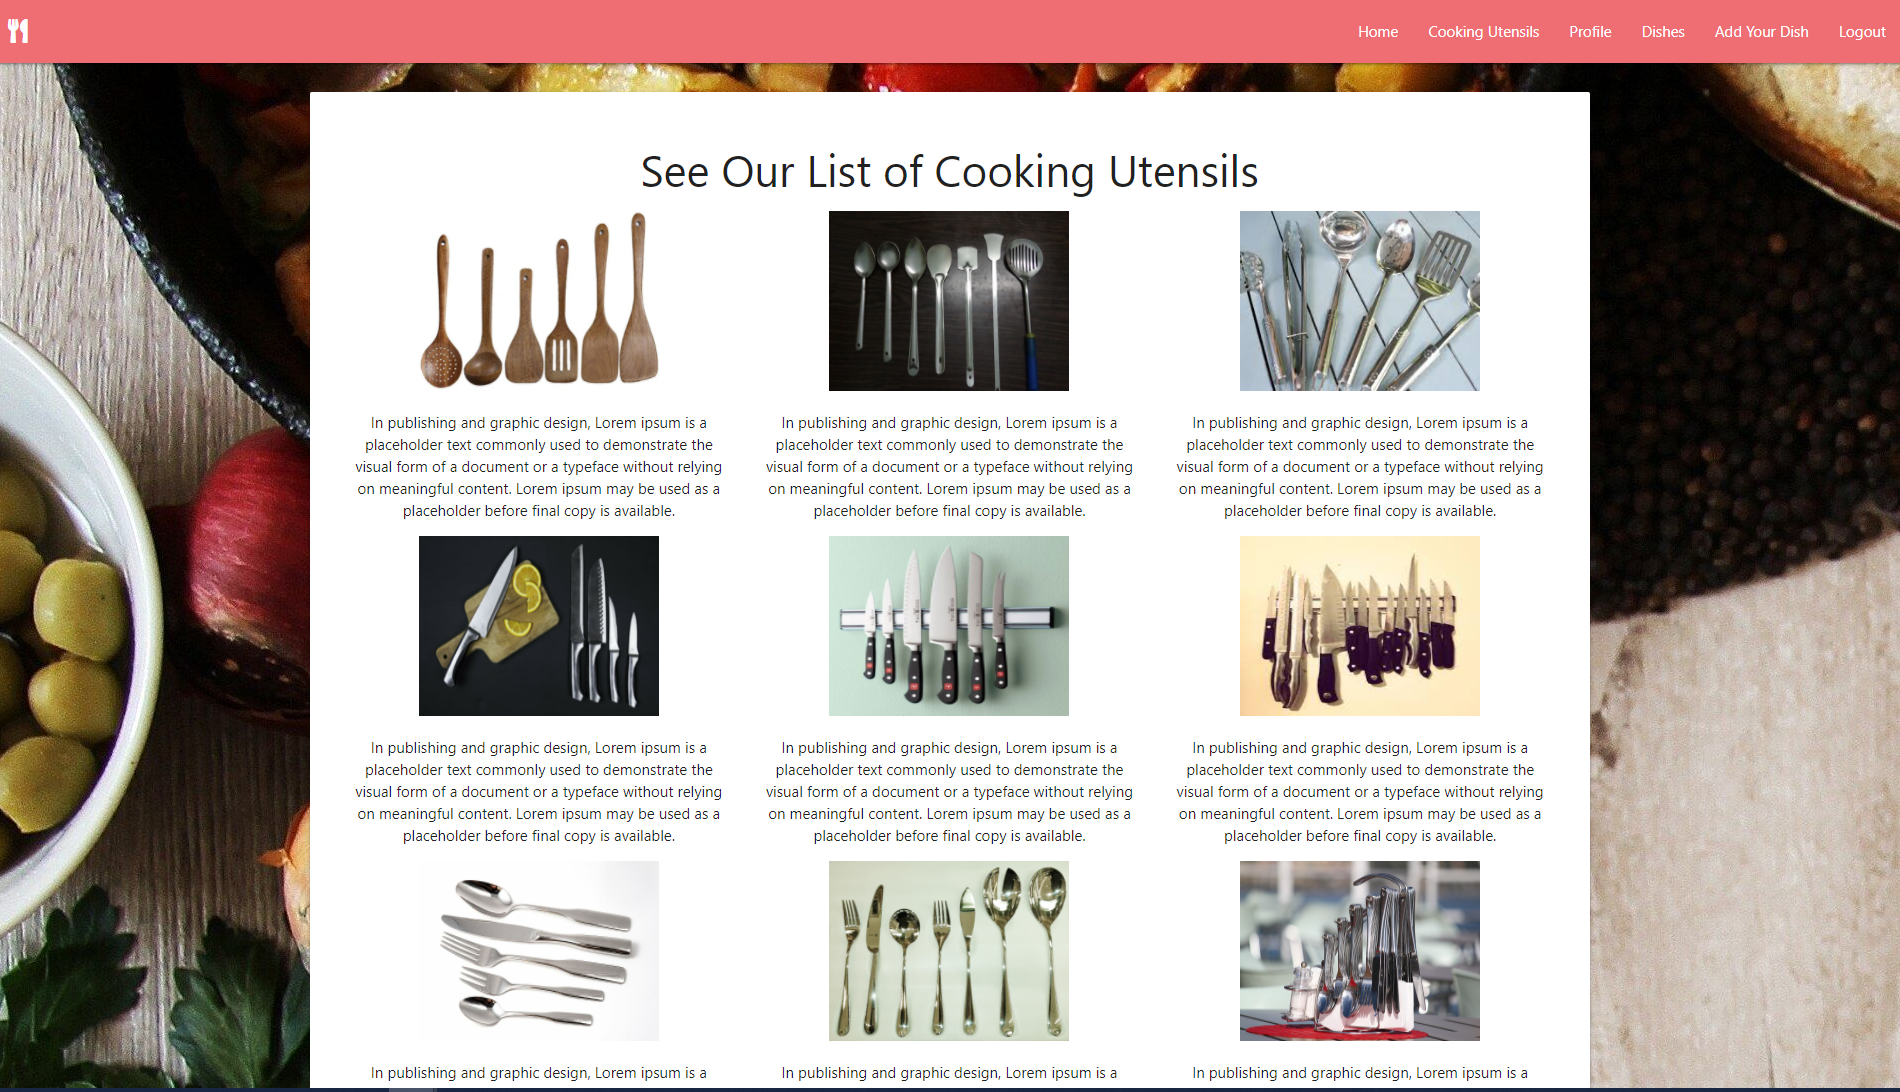 Home Cooking Utensils Profile Dishes Add Your Dish Logout
See Our List of Cooking Utensils
In publishing and graphic design, Lorem ipsum is a
placeholder text commonly used to demonstrate the
visual form of a document or a typeface without relying
on meaningful content. Lorem ipsum may be used as a
placeholder before final copy is available.
In publishing and graphic design, Lorem ipsum is a
placeholder text commonly used to demonstrate the
visual form of a document or a typeface without relying
on meaningful content. Lorem ipsum may be used as a
placeholder before final copy is available.
In publishing and graphic design, Lorem ipsum is a
placeholder text commonly used to demonstrate the
visual form of a document or a typeface without relying
on meaningful content. Lorem ipsum may be used as a
placeholder before final copy is available.
In publishing and graphic design, Lorem ipsum is a
placeholder text commonly used to demonstrate the
visual form of a document or a typeface without relying
on meaningful content. Lorem ipsum may be used as a
placeholder before final copy is available.
In publishing and graphic design, Lorem ipsum is a
placeholder text commonly used to demonstrate the
visual form of a document or a typeface without relying
on meaningful content. Lorem ipsum may be used as a
placeholder before final copy is available.
In publishing and graphic design, Lorem ipsum is a
placeholder text commonly used to demonstrate the
visual form of a document or a typeface without relying
on meaningful content. Lorem ipsum may be used as a
placeholder before final copy is available.
In publishing and graphic design, Lorem ipsum is a
In publishing and graphic design, Lorem ipsum is a
In publishing and graphic design, Lorem ipsum is a